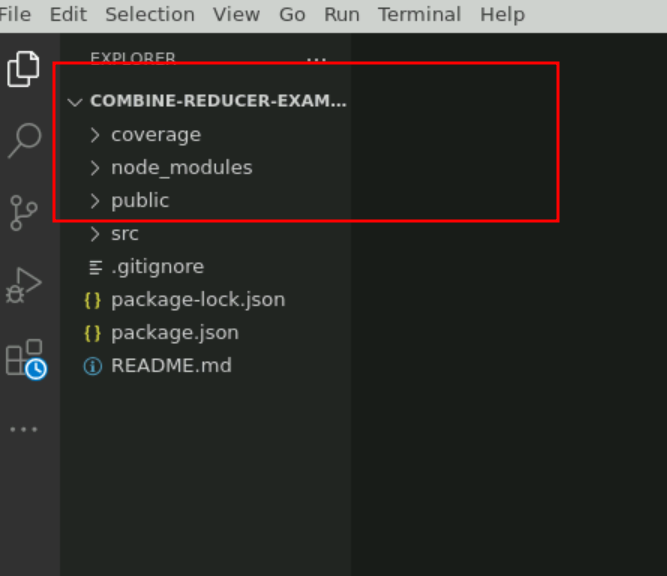 File Edit Selection View Go Run Terminal Help
EXPLORER ...
COMBINE-REDUCER-EXAM...
coverage
node_modules
public
src
.gitignore
{} package-lock.json
{} package.json
README.md